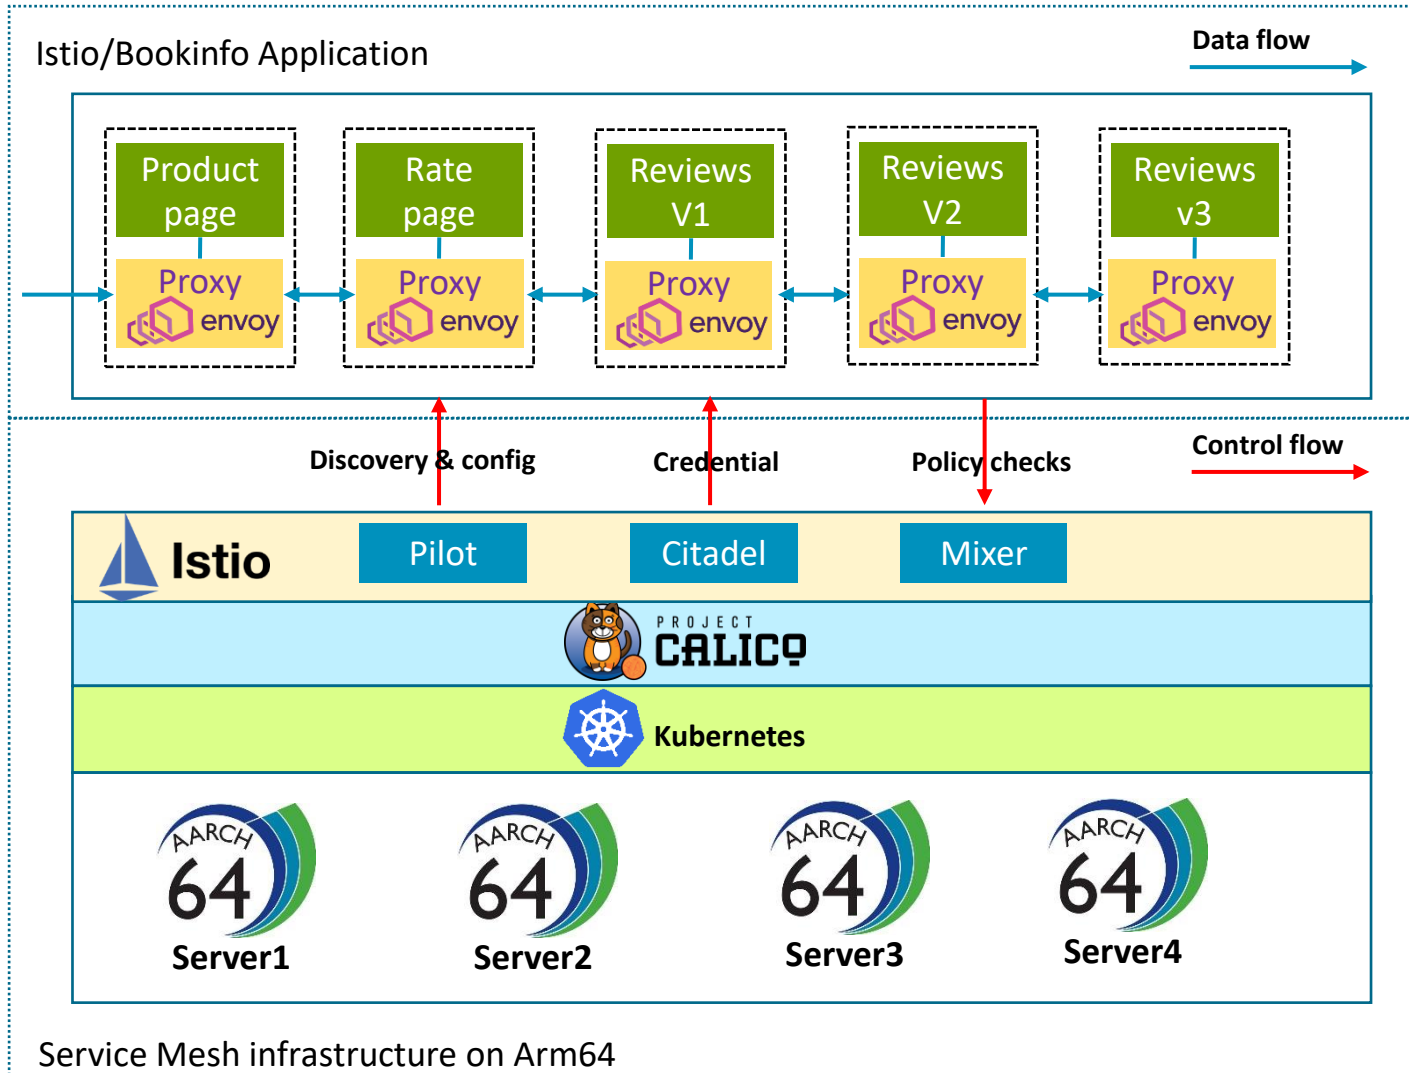 Istio/Bookinfo Application
Data flow
Product
page
Rate
page
Reviews
V1
Reviews
V2
Reviews
v3
Proxy
envoy
Proxy
envoy
Proxy
envoy
Proxy
envoy
Proxy
envoy
Discovery & config
Credential
Policy checks
Control flow
Istio
Pilot
Citadel
Mixer
PROJECT
CALICO
Kubernetes
AARCH
64
Server1
AARCH
64
Server2
AARCH
64
Server3
AARCH
64
Server4
Service Mesh infrastructure on Arm64